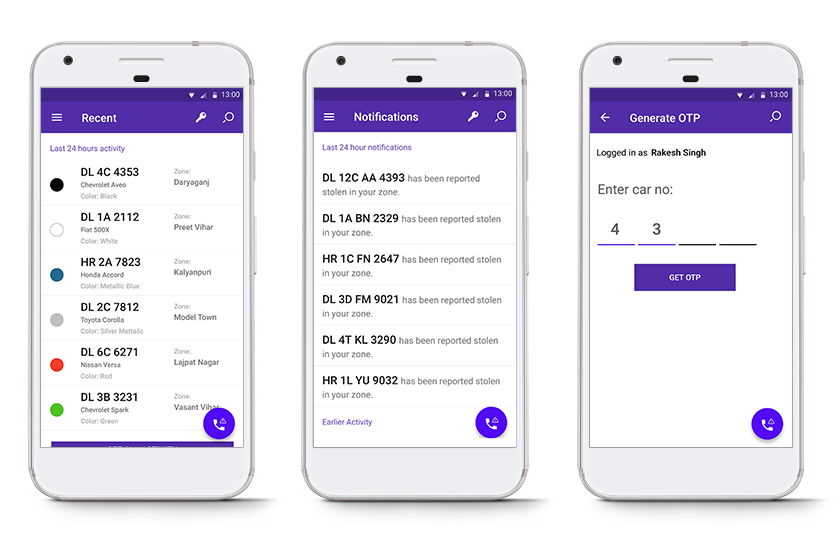 13:00
Recent
Last 24 hours activity
DL 4C 4353
Chevrolet Aveo
Color: Black
Zone:
Daryaganj
DL 1A 2112
Fiat 500X
Color: White
Zone:
Preet Vihar
HR 2A 7823
Honda Accord
Color: Metallic Blue
Zone:
Kalyanpuri
DL 2C 7812
Toyota Corolla
Color: Silver Mettalic
Zone:
Model Town
DL 6C 6271
Nissan Versa
Color: Red
Zone:
Lajpat Nagar
DL 3B 3231
Chevrolet Spark
Color: Green
Zone:
Vasant Vihar
13:00
Notifications
Last 24 hour notifications
DL 12C AA 4393 has been reported
stolen in your zone.
DL 1A BN 2329 has been reported stolen
in your zone.
HR 1C FN 2647 has been reported stolen
in your zone.
DL 3D FM 9021 has been reported stolen
in your zone.
DL 4T KL 3290 has been reported stolen
in your zone.
HR 1L YU 9032 has been reported stolen
in your zone.
Earlier Activity
13:00
Generate OTP
Logged in as Rakesh Singh
Enter car no:
4 3
GET OTP